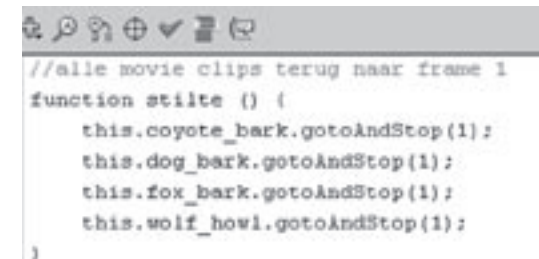 //alle movie clips terug naar frame 1
function stilte () {
    this.coyote_bark.gotoAndStop(1);
    this.dog_bark.gotoAndStop(1);
    this.fox_bark.gotoAndStop(1);
    this.wolf_howl.gotoAndStop(1);
}